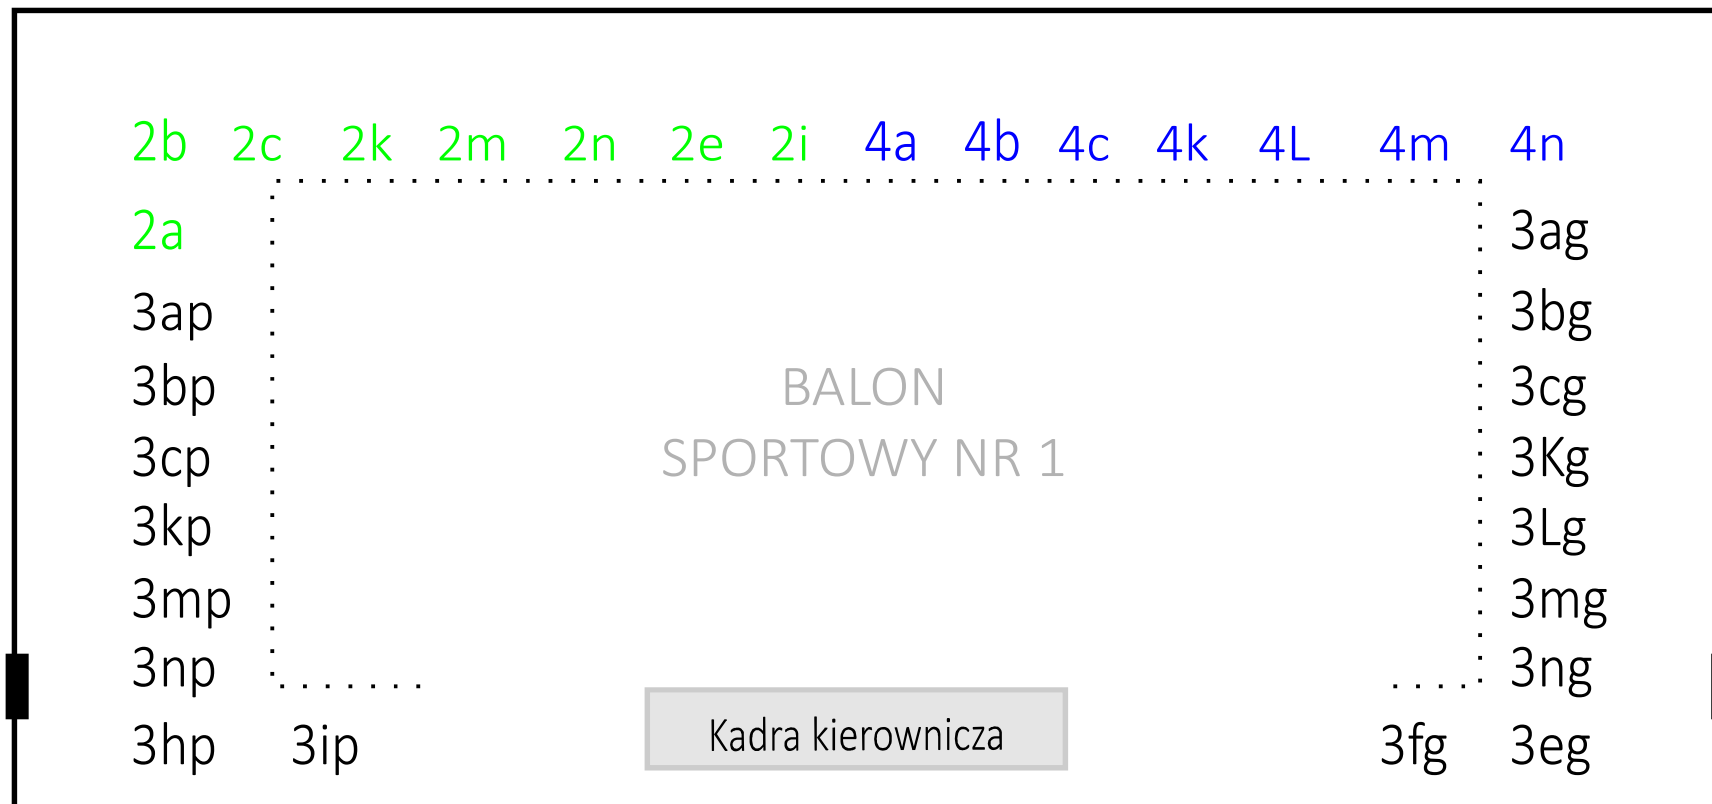 2b 2c 2k 2m 2n 2e 2i 4a 4b 4c 4k 4L 4m 4n
2a 3ag
3ap 3bg
3bp BALON 3cg
3cp SPORTOWY NR 1 3Kg
3kp 3Lg
3mp 3mg
3np 3ng
3hp 3ip Kadra kierownicza 3fg 3eg